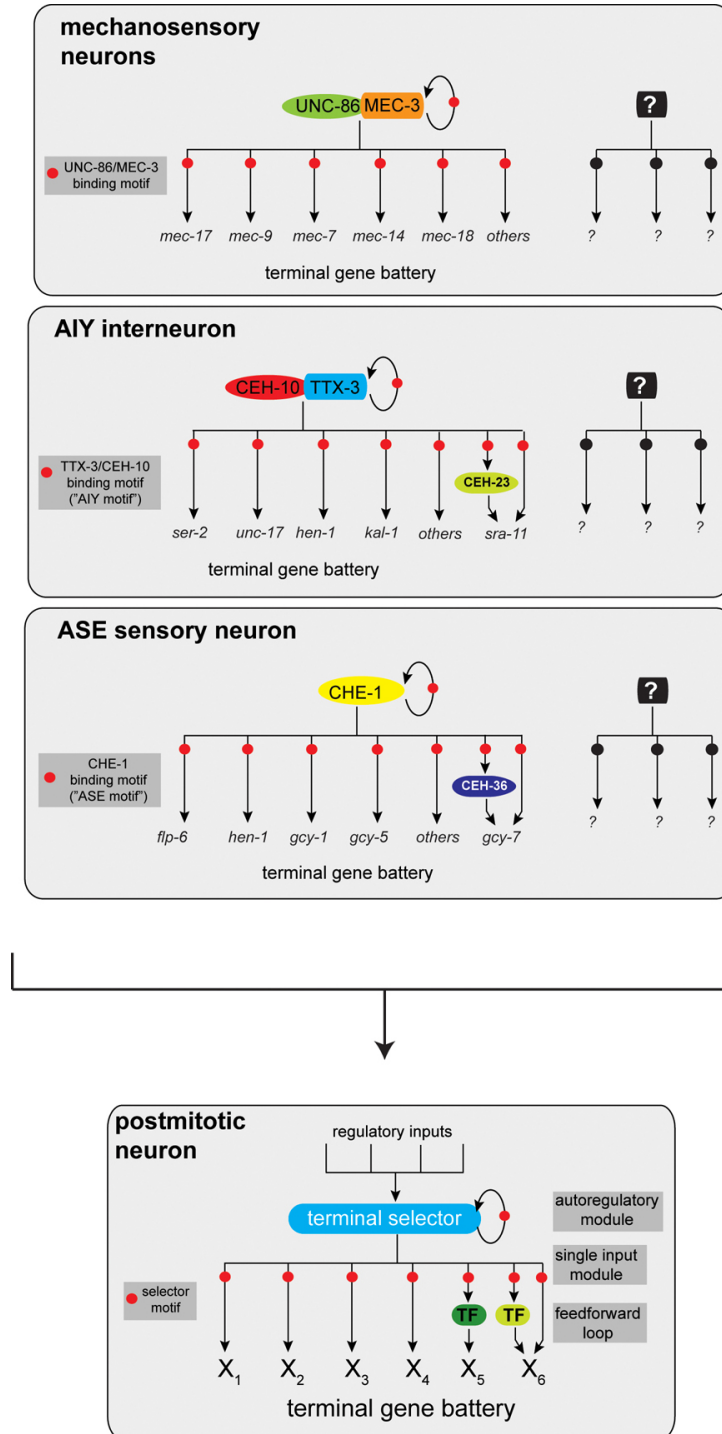 mechanosensory
neurons
UNC-86 MEC-3
?
UNC-86/MEC-3
binding motif
mec-17 mec-9 mec-7 mec-14 mec-18 others ? ? ?
terminal gene battery
AIY interneuron
CEH-10 TTX-3
?
TTX-3/CEH-10
binding motif
("AIY motif")
CEH-23
ser-2 unc-17 hen-1 kal-1 others sra-11 ? ? ?
terminal gene battery
ASE sensory neuron
CHE-1
?
CHE-1
binding motif
("ASE motif")
CEH-36
flp-6 hen-1 gcy-1 gcy-5 others gcy-7 ? ? ?
terminal gene battery
postmitotic
neuron
regulatory inputs
terminal selector
autoregulatory
module
single input
module
selector
motif
TF TF
feedforward
loop
X1 X2 X3 X4 X5 X6
terminal gene battery